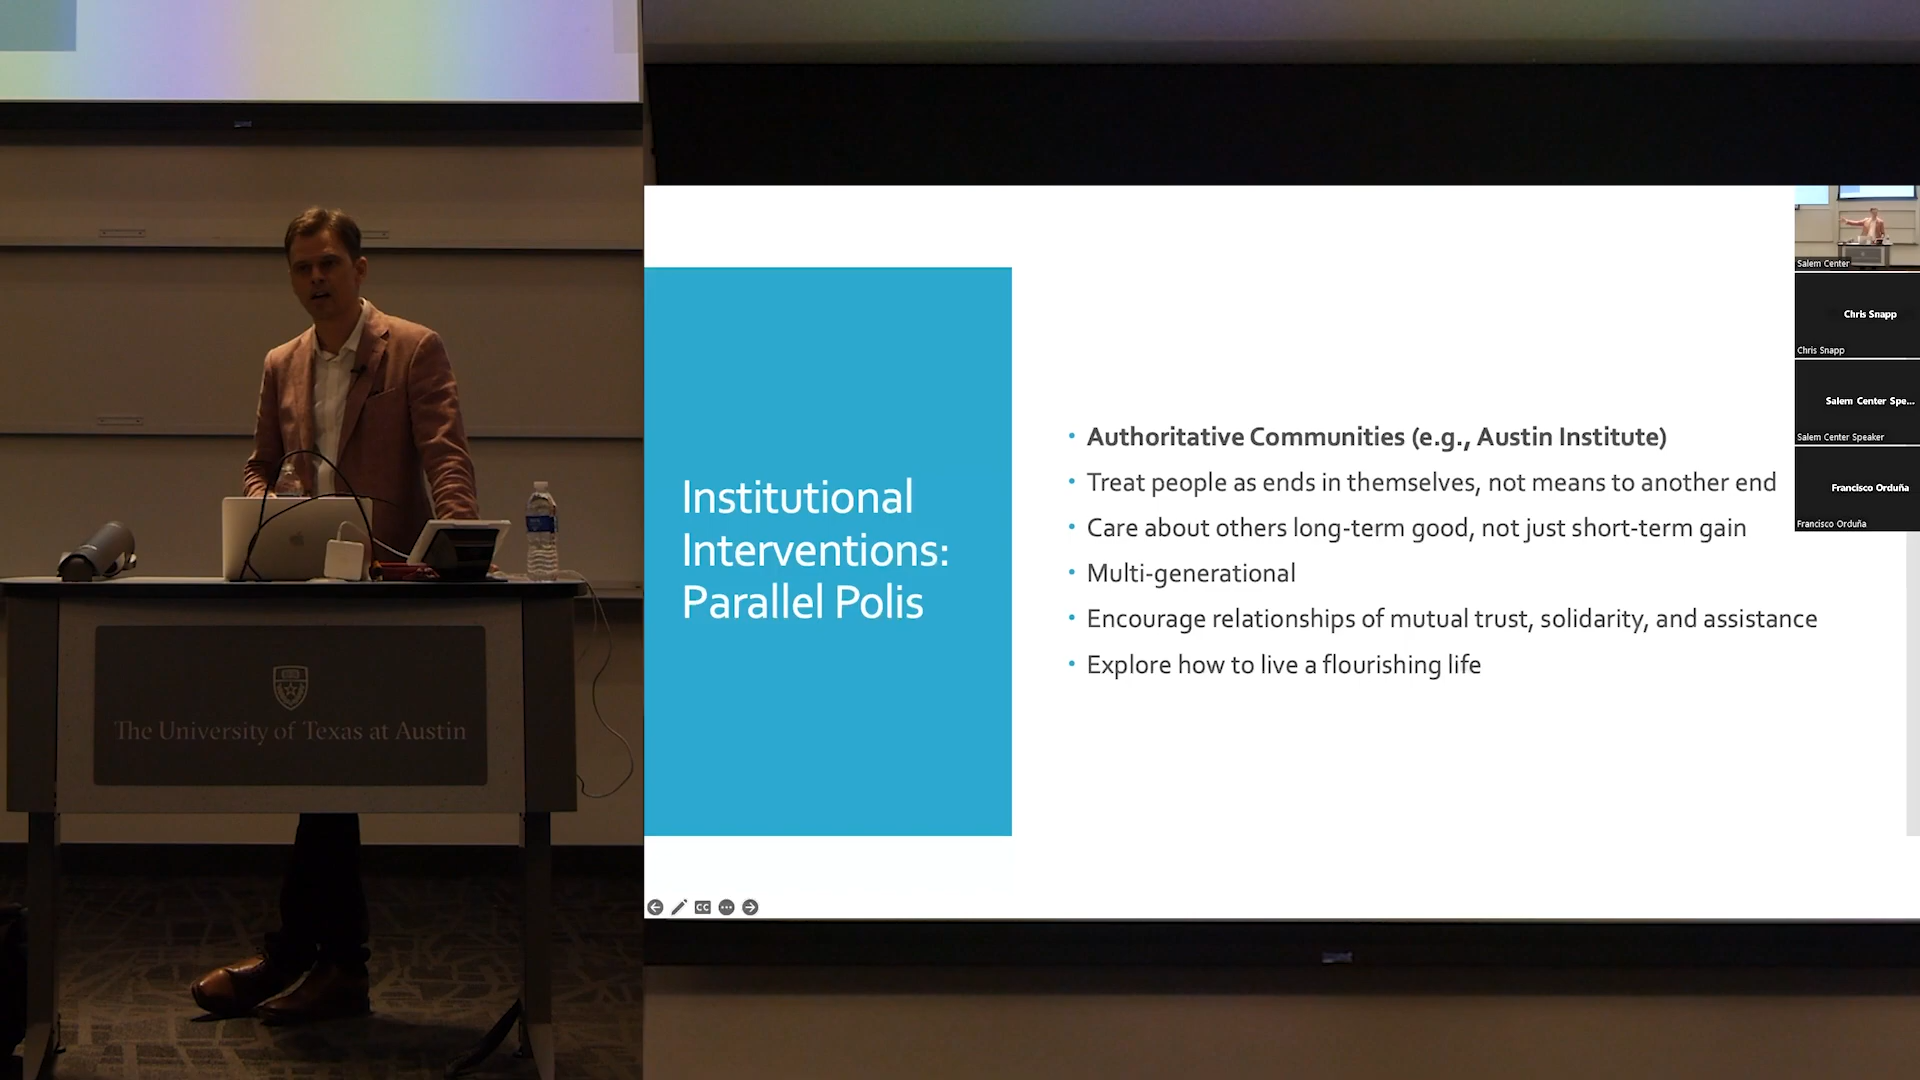 The University of Texas at Austin
Institutional
Interventions:
Parallel Polis
• Authoritative Communities (e.g., Austin Institute)
• Treat people as ends in themselves, not means to another end
• Care about others long-term good, not just short-term gain
• Multi-generational
• Encourage relationships of mutual trust, solidarity, and assistance
• Explore how to live a flourishing life
Salem Center
Chris Snapp
Chris Snapp
Salem Center Spe...
Salem Center Speaker
Francisco Orduña
Francisco Orduña
CC